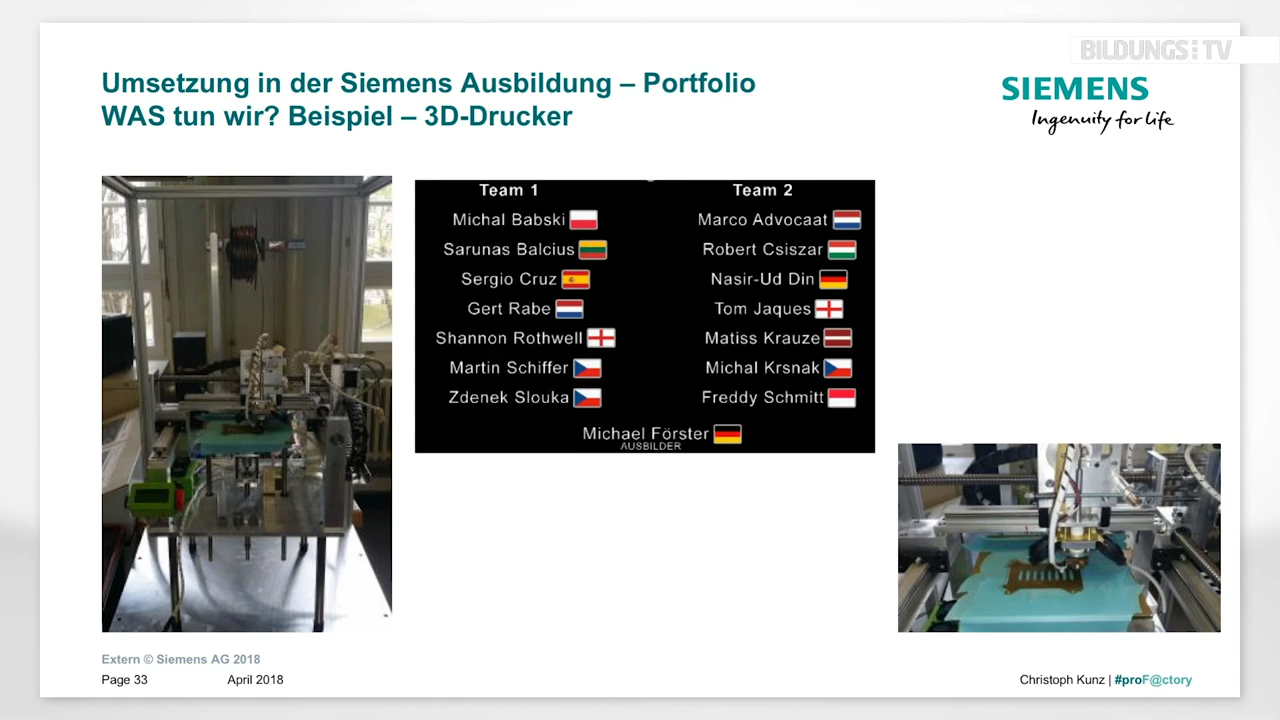 BILDUNGS TV
Umsetzung in der Siemens Ausbildung – Portfolio
WAS tun wir? Beispiel – 3D-Drucker
SIEMENS
Ingenuity for life
Team 1
Michal Babski
Sarunas Balcius
Sergio Cruz
Gert Rabe
Shannon Rothwell
Martin Schiffer
Zdenek Slouka
Team 2
Marco Advocaat
Robert Csiszar
Nasir-Ud Din
Tom Jaques
Matiss Krauze
Michal Krsnak
Freddy Schmitt
Michael Förster
AUSBILDER
Extern © Siemens AG 2018
Page 33
April 2018
Christoph Kunz | #proF@ctory